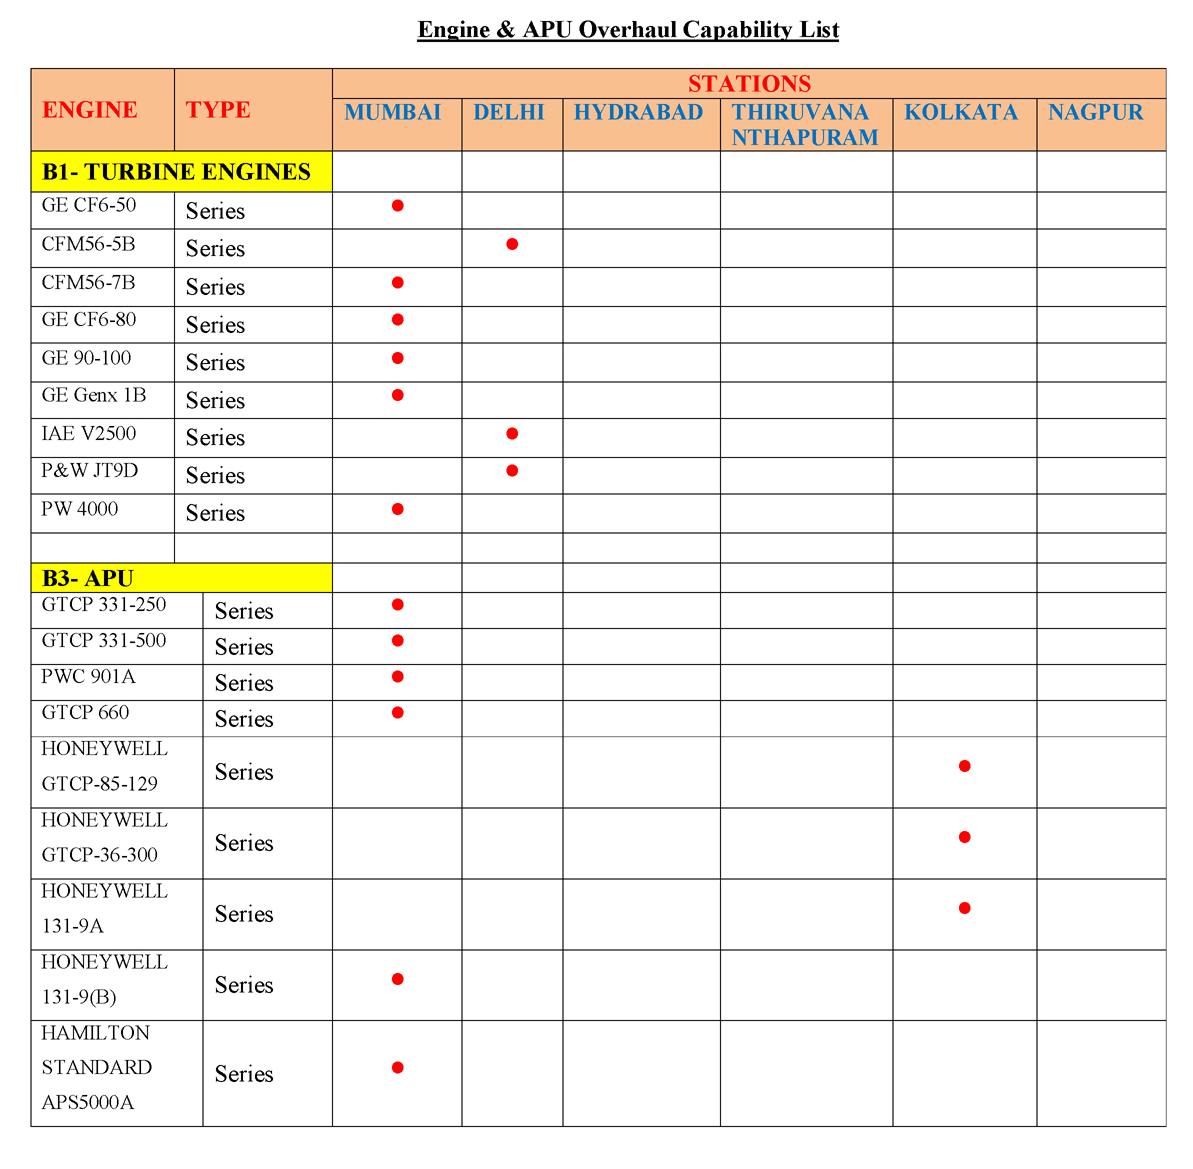 Engine & APU Overhaul Capability List
ENGINE TYPE STATIONS
MUMBAI DELHI HYDRABAD THIRUVANA KOLKATA NAGPUR
NTHAPURAM
B1- TURBINE ENGINES
GE CF6-50 Series
CFM56-5B Series
CFM56-7B Series
GE CF6-80 Series
GE 90-100 Series
GE Genx 1B Series
IAE V2500 Series
P&W JT9D Series
PW 4000 Series
B3- APU
GTCP 331-250 Series
GTCP 331-500 Series
PWC 901A Series
GTCP 660 Series
HONEYWELL
GTCP-85-129 Series
HONEYWELL
GTCP-36-300 Series
HONEYWELL
131-9A Series
HONEYWELL
131-9(B) Series
HAMILTON
STANDARD Series
APS5000A